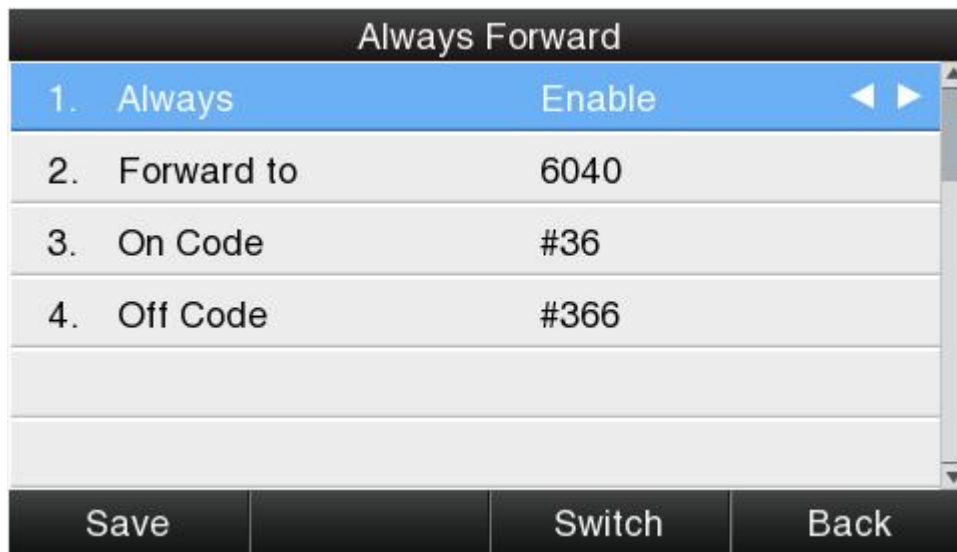 Always Forward
1. Always Enable
2. Forward to 6040
3. On Code #36
4. Off Code #366
Save Switch Back